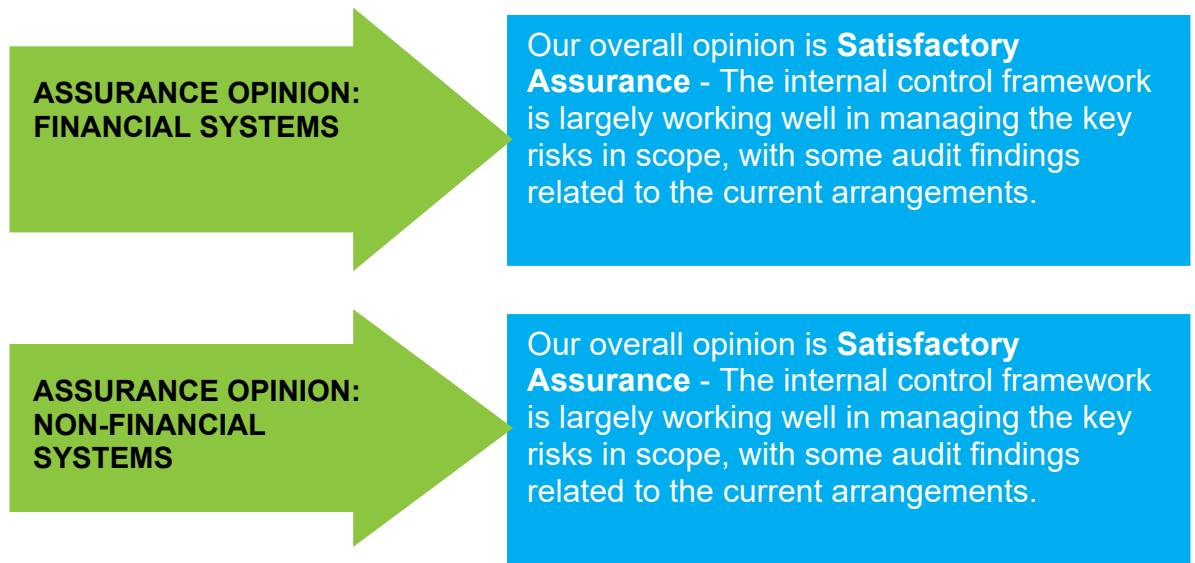 ASSURANCE OPINION:
FINANCIAL SYSTEMS
Our overall opinion is Satisfactory
Assurance - The internal control framework
is largely working well in managing the key
risks in scope, with some audit findings
related to the current arrangements.
ASSURANCE OPINION:
NON-FINANCIAL
SYSTEMS
Our overall opinion is Satisfactory
Assurance - The internal control framework
is largely working well in managing the key
risks in scope, with some audit findings
related to the current arrangements.